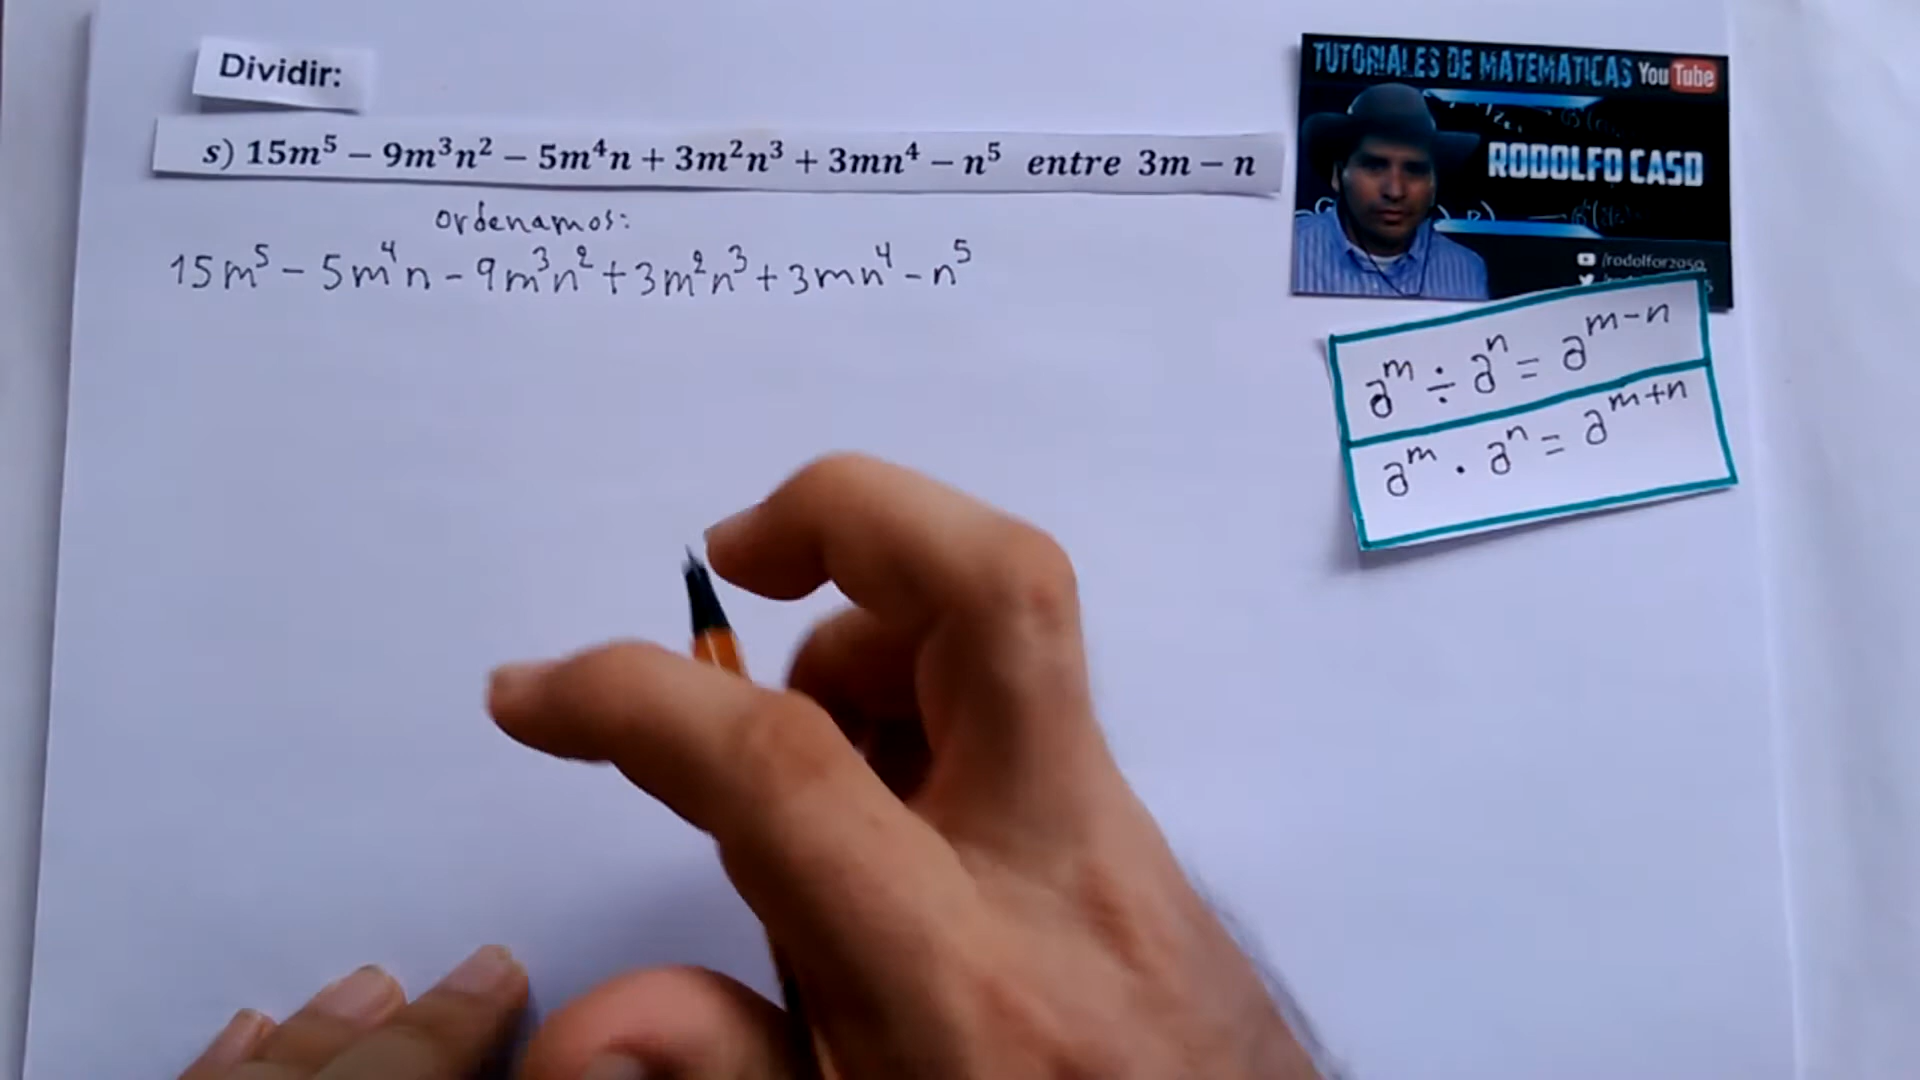 Dividir:
s) 15m⁵ − 9m³n² − 5m⁴n + 3m²n³ + 3mn⁴ − n⁵ entre 3m − n
ordenamos:
15m⁵ − 5m⁴n − 9m³n² + 3m²n³ + 3mn⁴ − n⁵
TUTORIALES DE MATEMATICAS YouTube
RODOLFO CASO
/rodolfor2050
aᵐ ÷ aⁿ = aᵐ⁻ⁿ
aᵐ · aⁿ = aᵐ⁺ⁿ